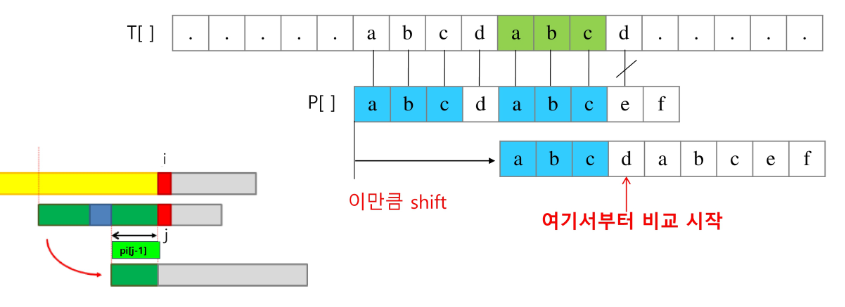 T[ ] . . . . . a b c d a b c d . . . . .
P[ ] a b c d a b c e f
a b c d a b c e f
이만큼 shift
여기서부터 비교 시작
i
j
pi[j-1]